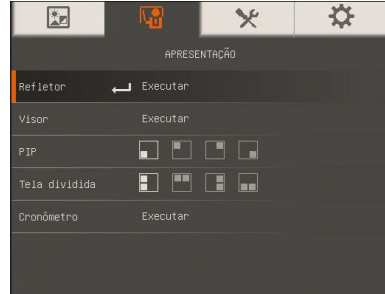 APRESENTAÇÃO
Refletor Executar
Visor Executar
PIP
Tela dividida
Cronômetro Executar